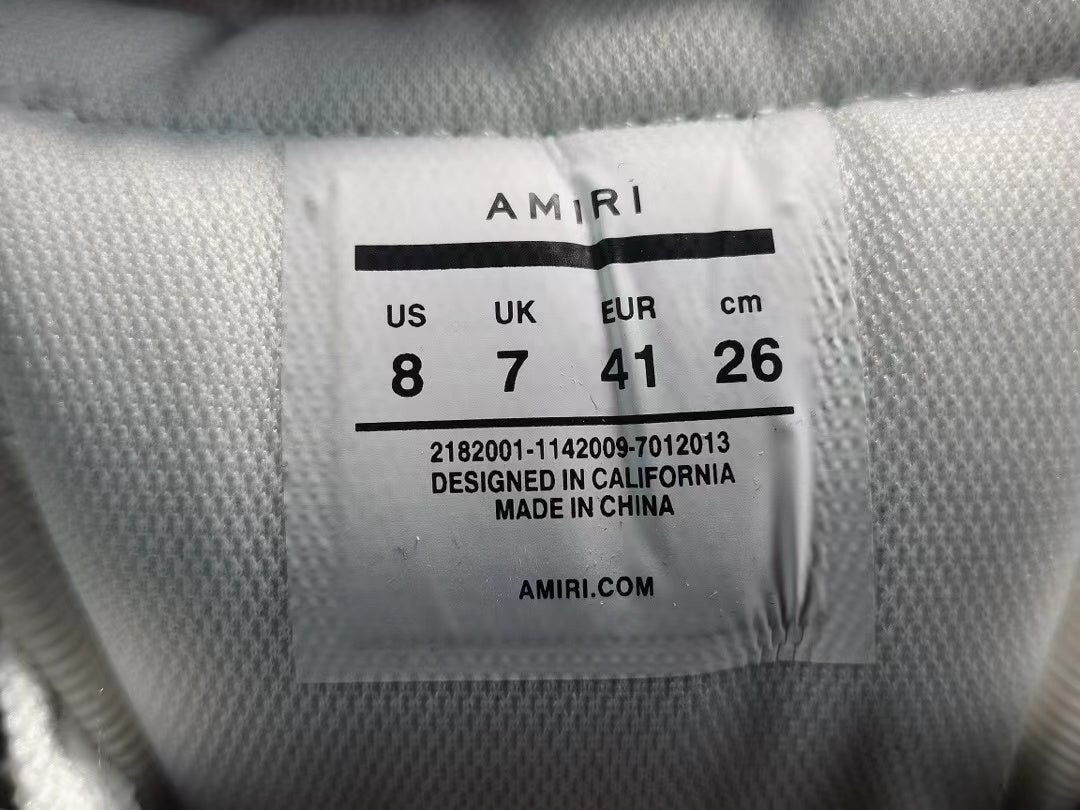 AMIRI
US UK EUR cm
8 7 41 26
2182001-1142009-7012013
DESIGNED IN CALIFORNIA
MADE IN CHINA
AMIRI.COM